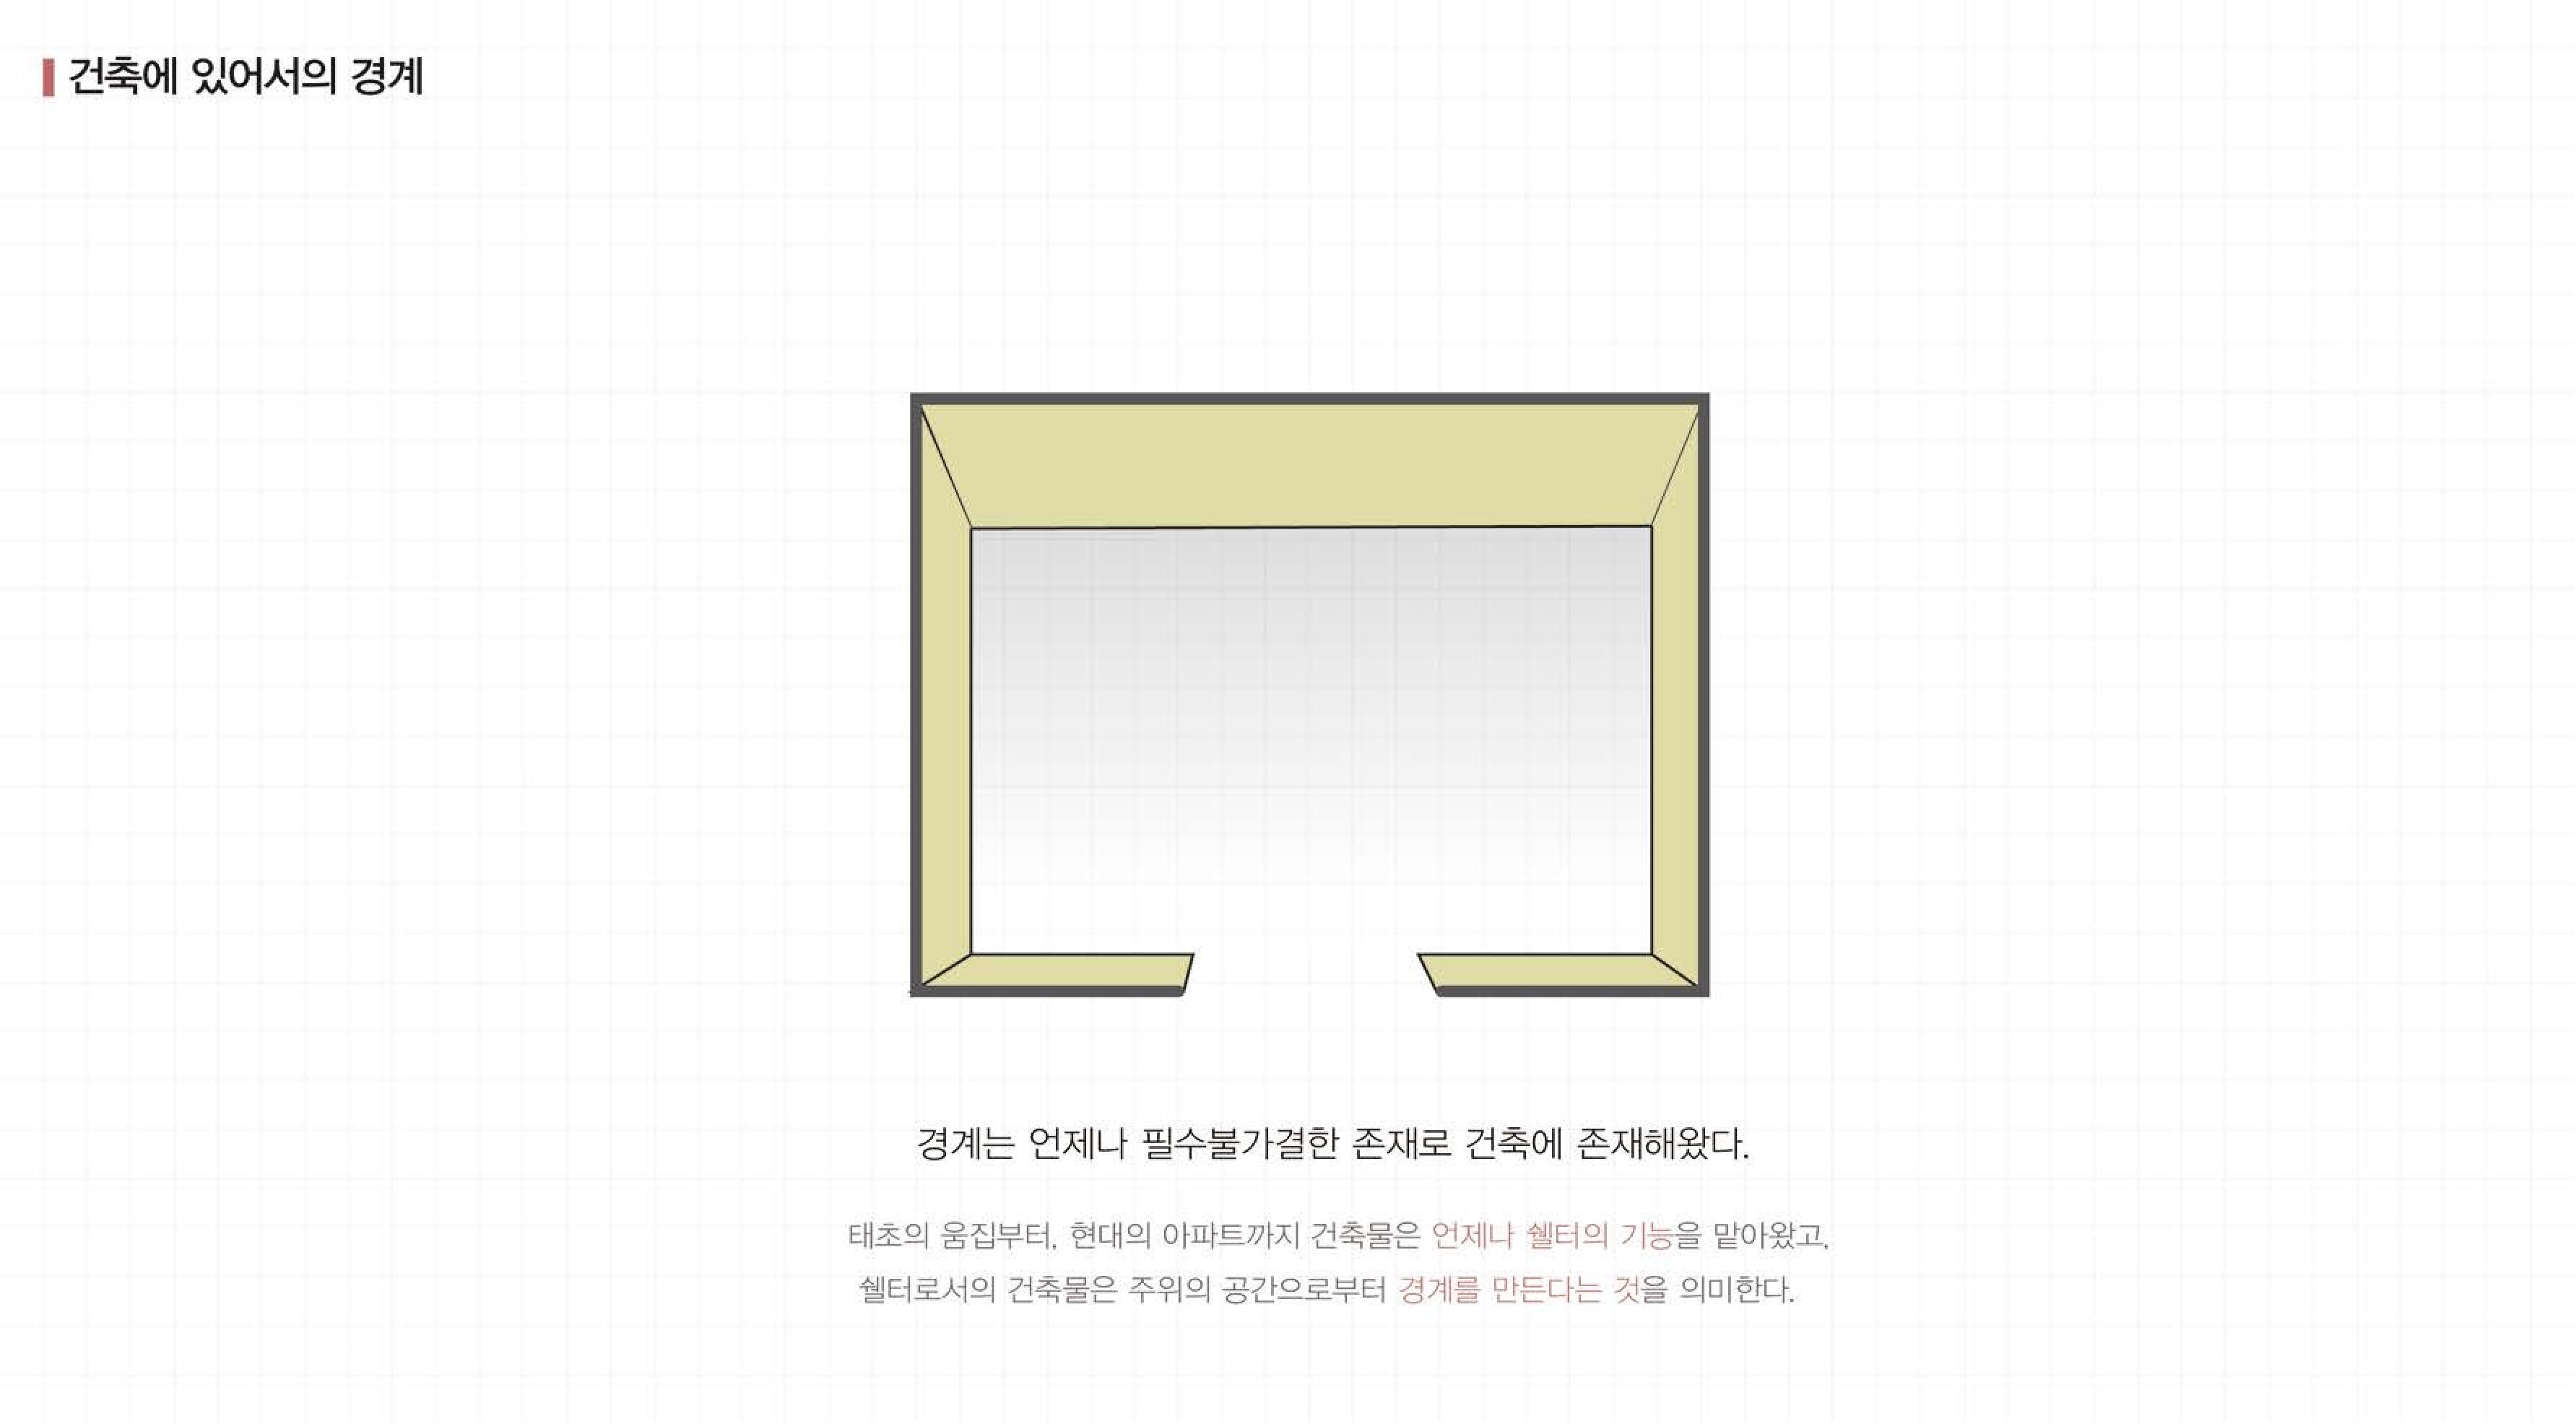 건축에 있어서의 경계
경계는 언제나 필수불가결한 존재로 건축에 존재해왔다.
태초의 움집부터, 현대의 아파트까지 건축물은 언제나 쉘터의 기능을 맡아왔고,
쉘터로서의 건축물은 주위의 공간으로부터 경계를 만든다는 것을 의미한다.